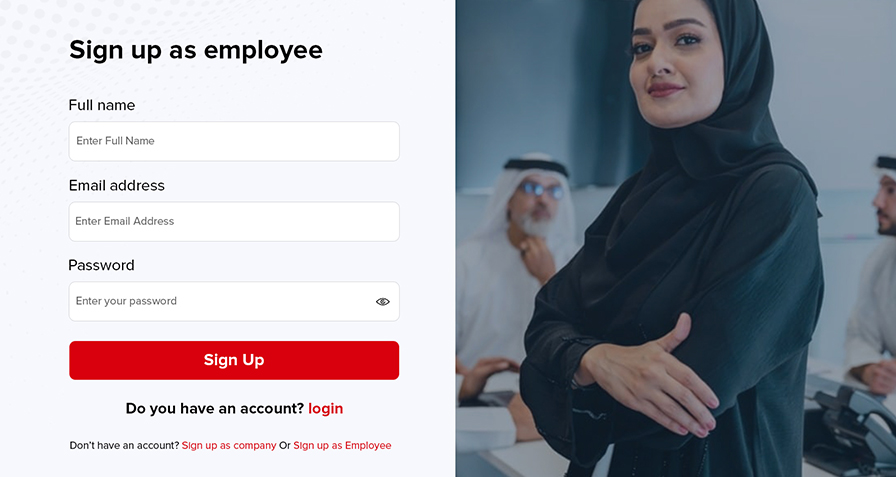 Sign up as employee
Full name
Enter Full Name
Email address
Enter Email Address
Password
Enter your password
Sign Up
Do you have an account? login
Don't have an account? Sign up as company Or Sign up as Employee